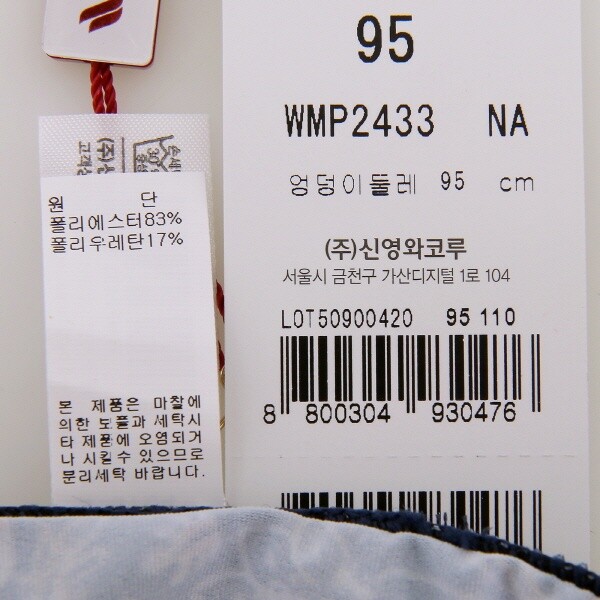 95
WMP2433 NA
엉덩이둘레 95 cm
(주)신영와코루
서울시 금천구 가산디지털 1로 104
LOT50900420 95 110
8 800304 930476
원 단
폴리에스터83%
폴리우레탄17%
본 제품은 마찰에
의한 보풀과 세탁시
타 제품에 오염되거
나 시킬수 있으므로
분리세탁 바랍니다.